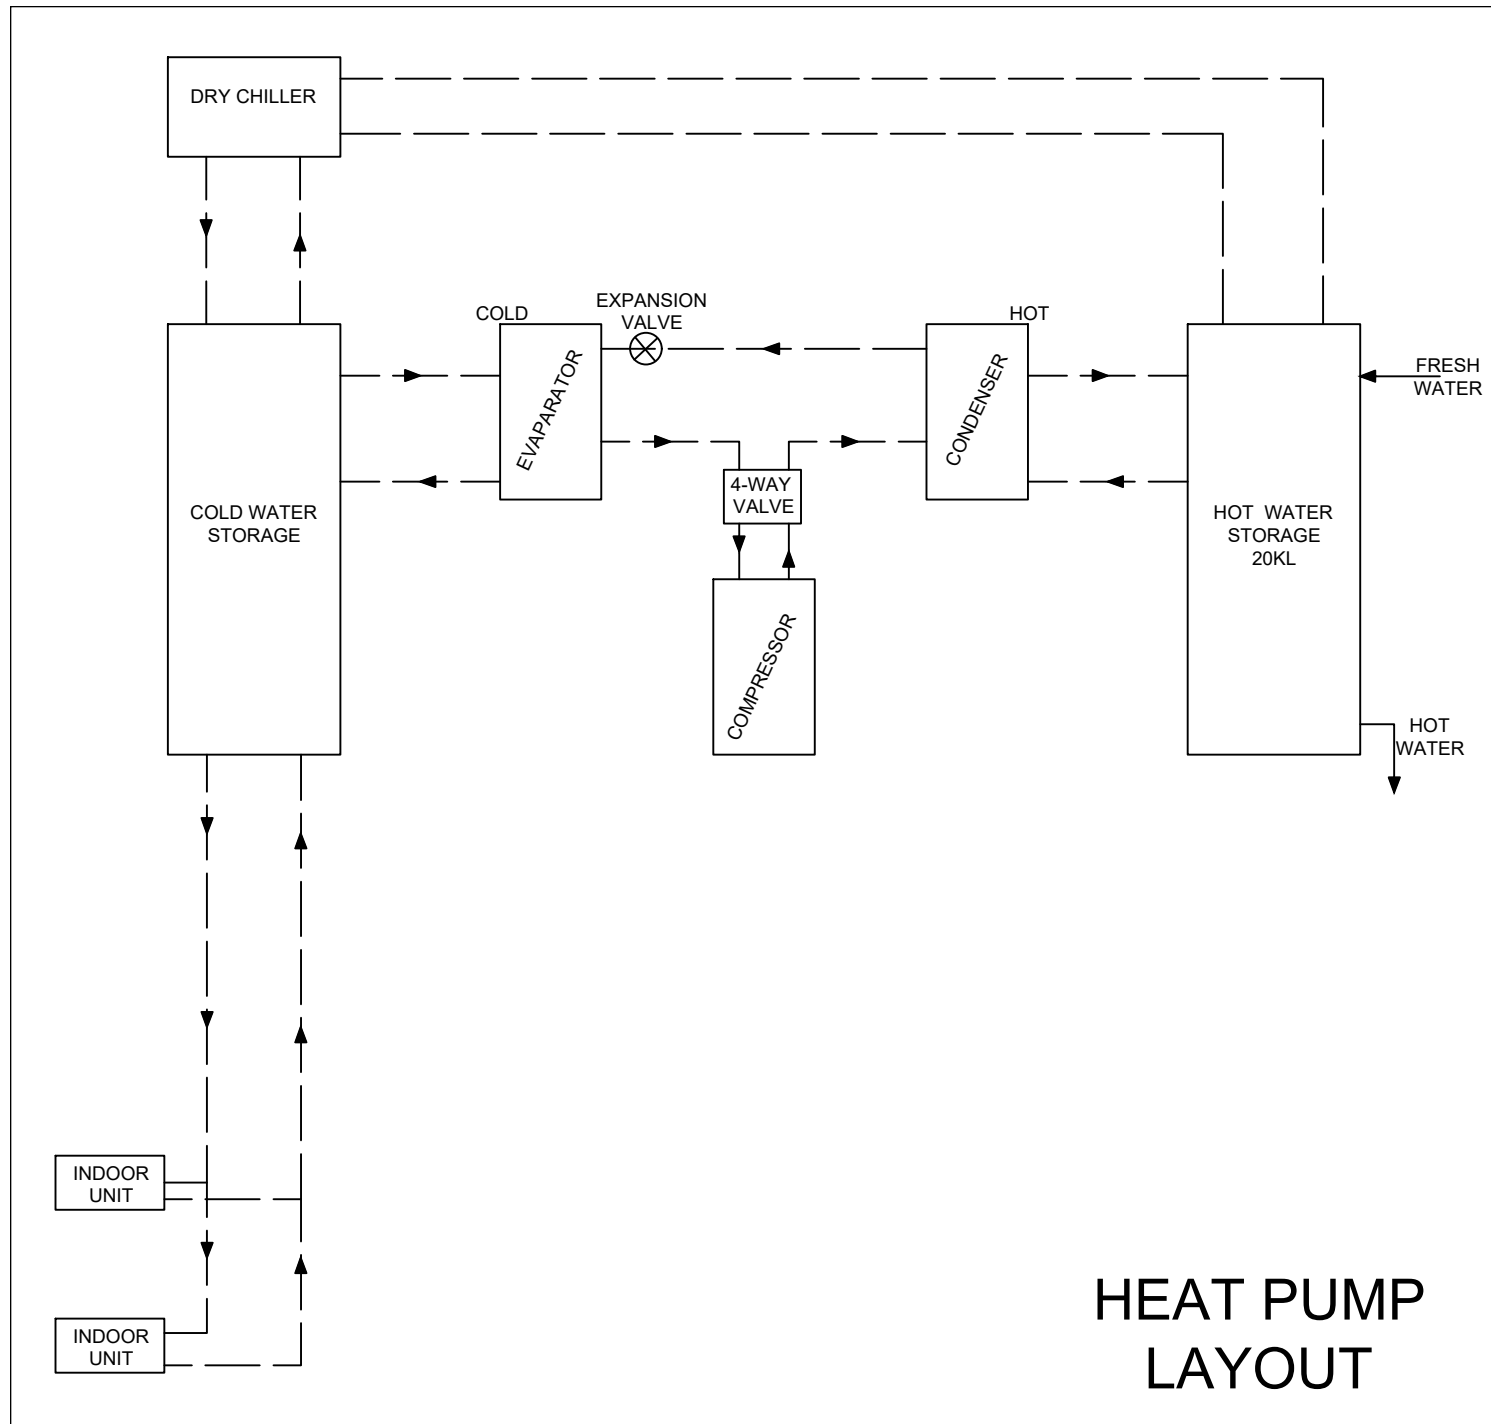 DRY CHILLER
COLD
EXPANSION
VALVE
HOT
EVAPARATOR
CONDENSER
FRESH
WATER
4-WAY
VALVE
COLD WATER
STORAGE
HOT WATER
STORAGE
20KL
COMPRESSOR
HOT
WATER
INDOOR
UNIT
INDOOR
UNIT
HEAT PUMP
LAYOUT